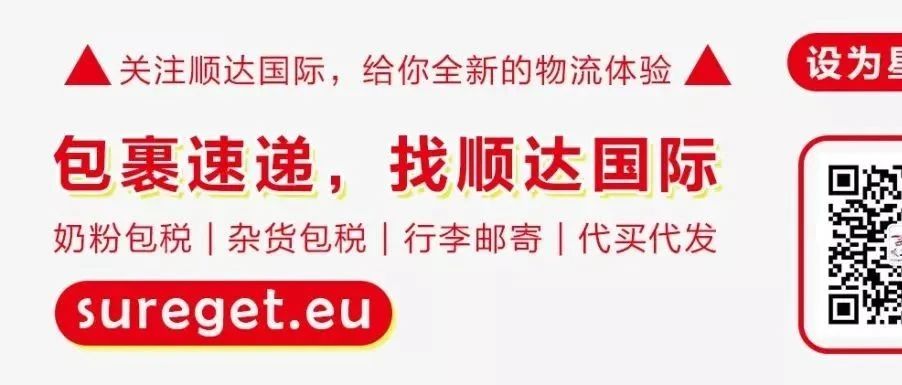 关注顺达国际，给你全新的物流体验
设为星
包裹速递，找顺达国际
奶粉包税 | 杂货包税 | 行李邮寄 | 代买代发
sureget.eu